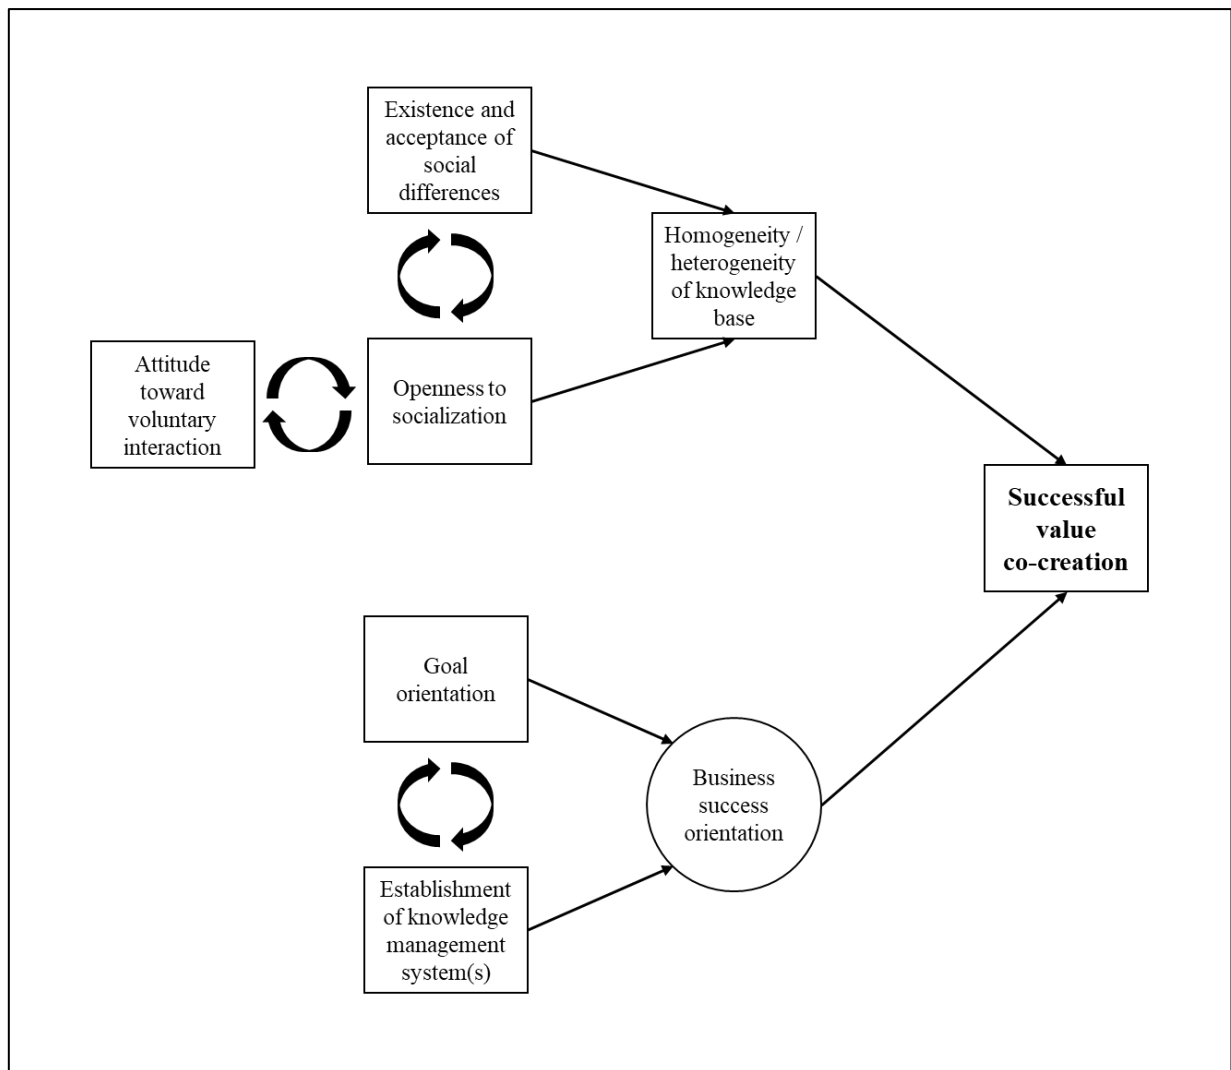 Existence and
acceptance of
social
differences
Homogeneity /
heterogeneity
of knowledge
base
Attitude
toward
voluntary
interaction
Openness to
socialization
Successful
value
co-creation
Goal
orientation
Business
success
orientation
Establishment
of knowledge
management
system(s)